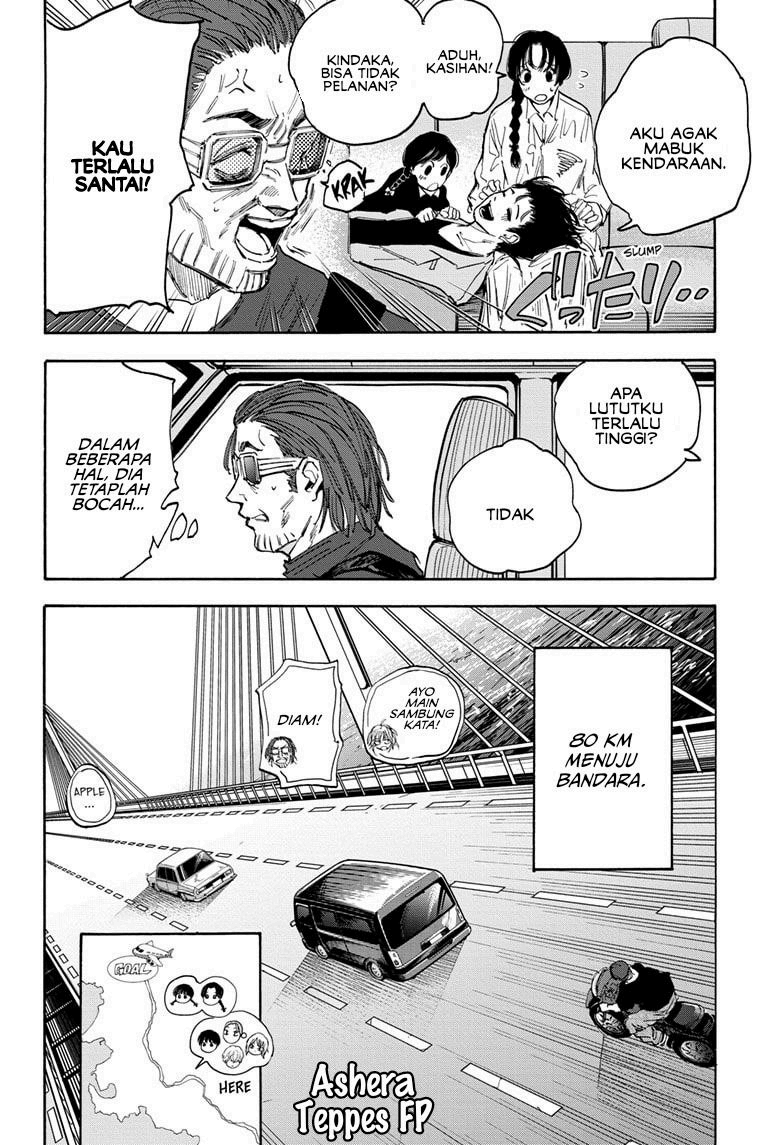 AKU AGAK
MABUK
KENDARAAN.
ADUH,
KASIHAN!
KINDAKA,
BISA TIDAK
PELANAN?
KRAK
KAU
TERLALU
SANTAI!
SLUMP
ぐったり..
APA
LUTUTKU
TERLALU
TINGGI?
TIDAK
DALAM
BEBERAPA
HAL, DIA
TETAPLAH
BOCAH...
80 KM
MENUJU
BANDARA.
AYO
MAIN
SAMBUNG
KATA!
DIAM!
APPLE
...
GOAL
HERE
Ashera
Teppes FP